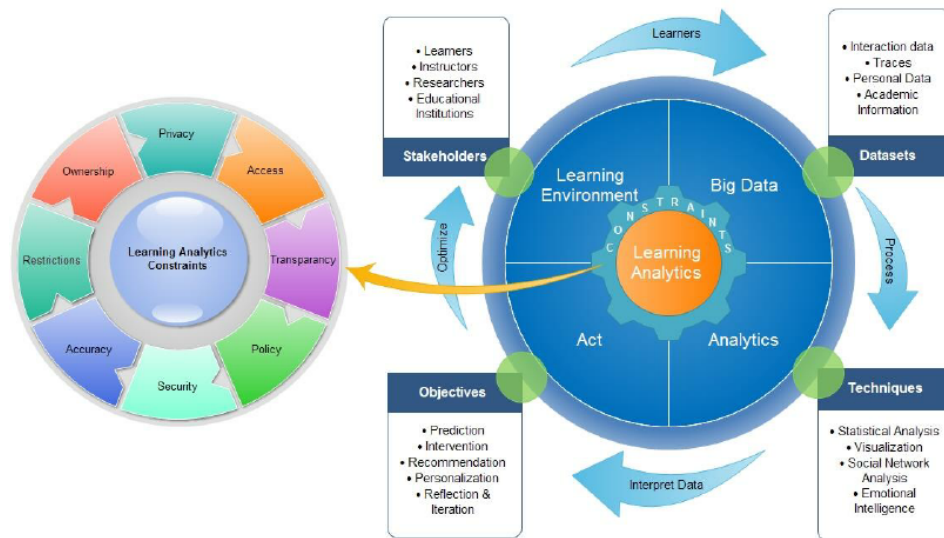 Privacy
Access
Transparancy
Policy
Security
Accuracy
Restrictions
Ownership
Learning Analytics
Constraints
• Learners
• Instructors
• Researchers
• Educational
Institutions
Stakeholders
Learners
• Interaction data
• Traces
• Personal Data
• Academic
Information
Datasets
Process
Techniques
• Statistical Analysis
• Visualization
• Social Network
Analysis
• Emotional
Intelligence
Interpret Data
Objectives
• Prediction
• Intervention
• Recommendation
• Personalization
• Reflection &
Iteration
Optimize
Learning
Environment
Big Data
Analytics
Act
CONSTRAINTS
Learning
Analytics